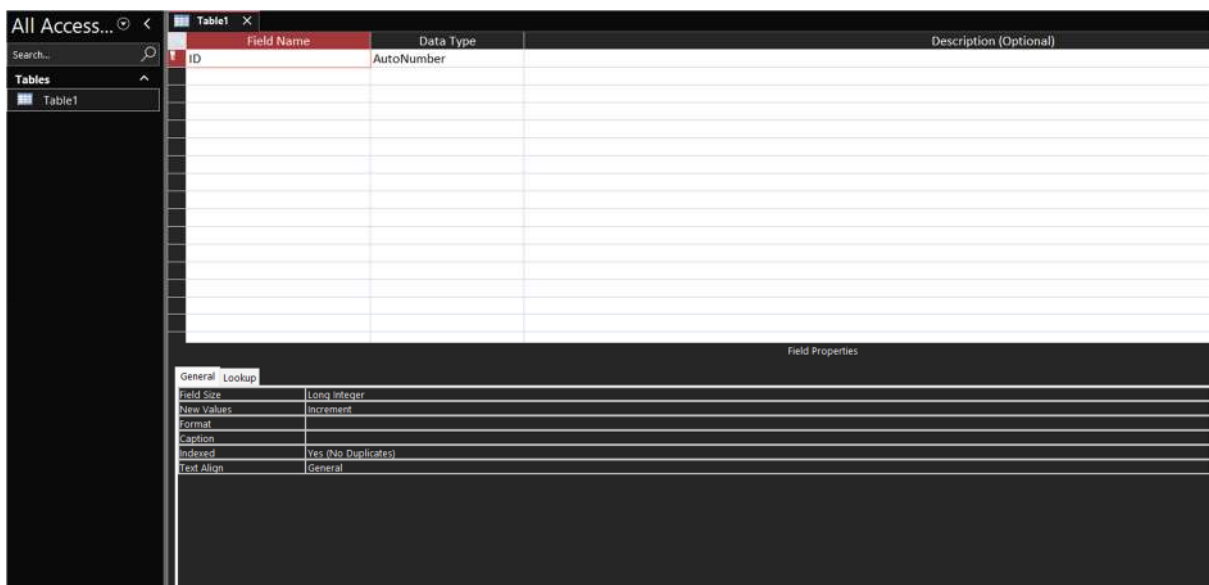 All Access...
Search...
Tables
Table1
Table1
Field Name Data Type Description (Optional)
ID AutoNumber
Field Properties
General Lookup
Field Size Long Integer
New Values Increment
Format
Caption
Indexed Yes (No Duplicates)
Text Align General